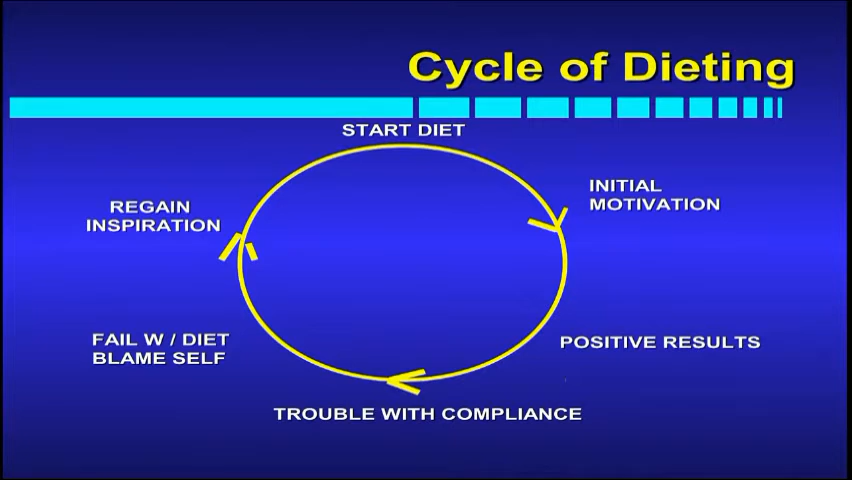 Cycle of Dieting
START DIET
INITIAL
MOTIVATION
POSITIVE RESULTS
TROUBLE WITH COMPLIANCE
FAIL W / DIET
BLAME SELF
REGAIN
INSPIRATION